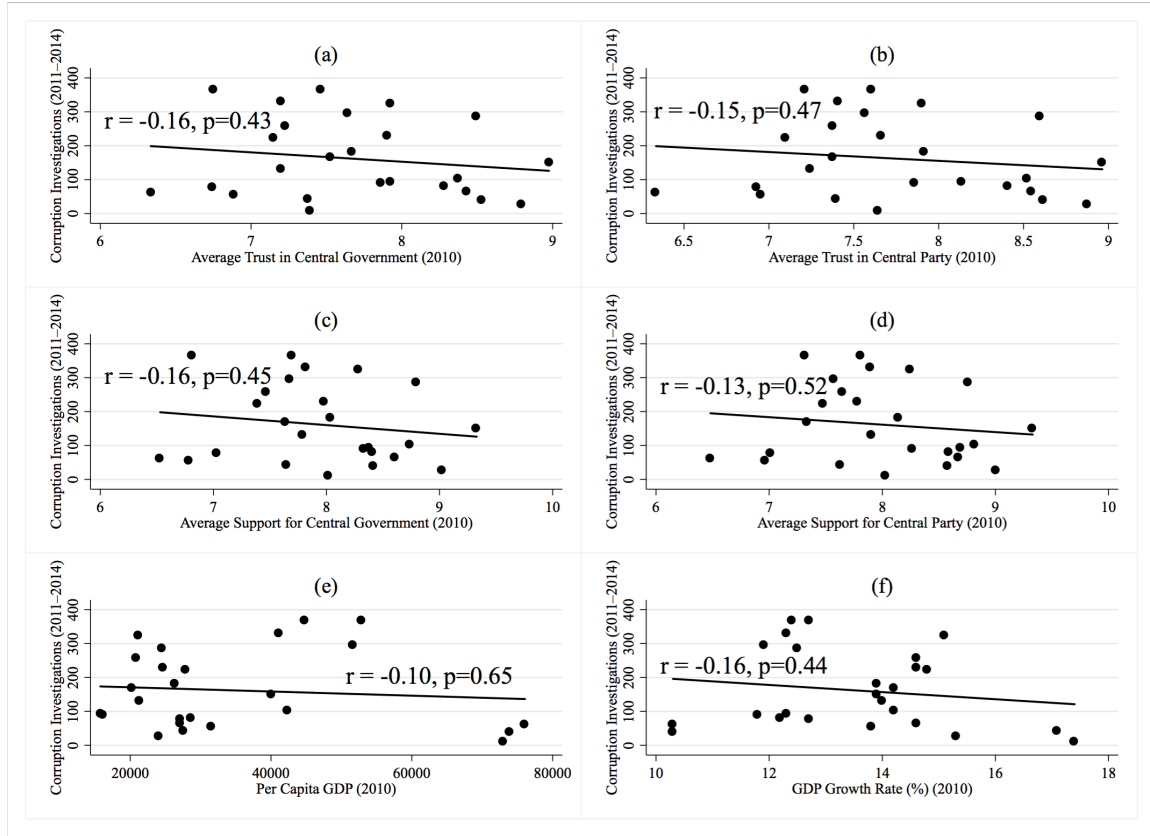 (a)
Corruption Investigations (2011–2014)
400
300
200
100
0
r = -0.16, p=0.43
6
7
8
9
Average Trust in Central Government (2010)
(b)
Corruption Investigations (2011–2014)
400
300
200
100
0
r = -0.15, p=0.47
6.5
7
7.5
8
8.5
9
Average Trust in Central Party (2010)
(c)
Corruption Investigations (2011–2014)
400
300
200
100
0
r = -0.16, p=0.45
6
7
8
9
10
Average Support for Central Government (2010)
(d)
Corruption Investigations (2011–2014)
400
300
200
100
0
r = -0.13, p=0.52
6
7
8
9
10
Average Support for Central Party (2010)
(e)
Corruption Investigations (2011–2014)
400
300
200
100
0
r = -0.10, p=0.65
20000
40000
60000
80000
Per Capita GDP (2010)
(f)
Corruption Investigations (2011–2014)
400
300
200
100
0
r = -0.16, p=0.44
10
12
14
16
18
GDP Growth Rate (%) (2010)